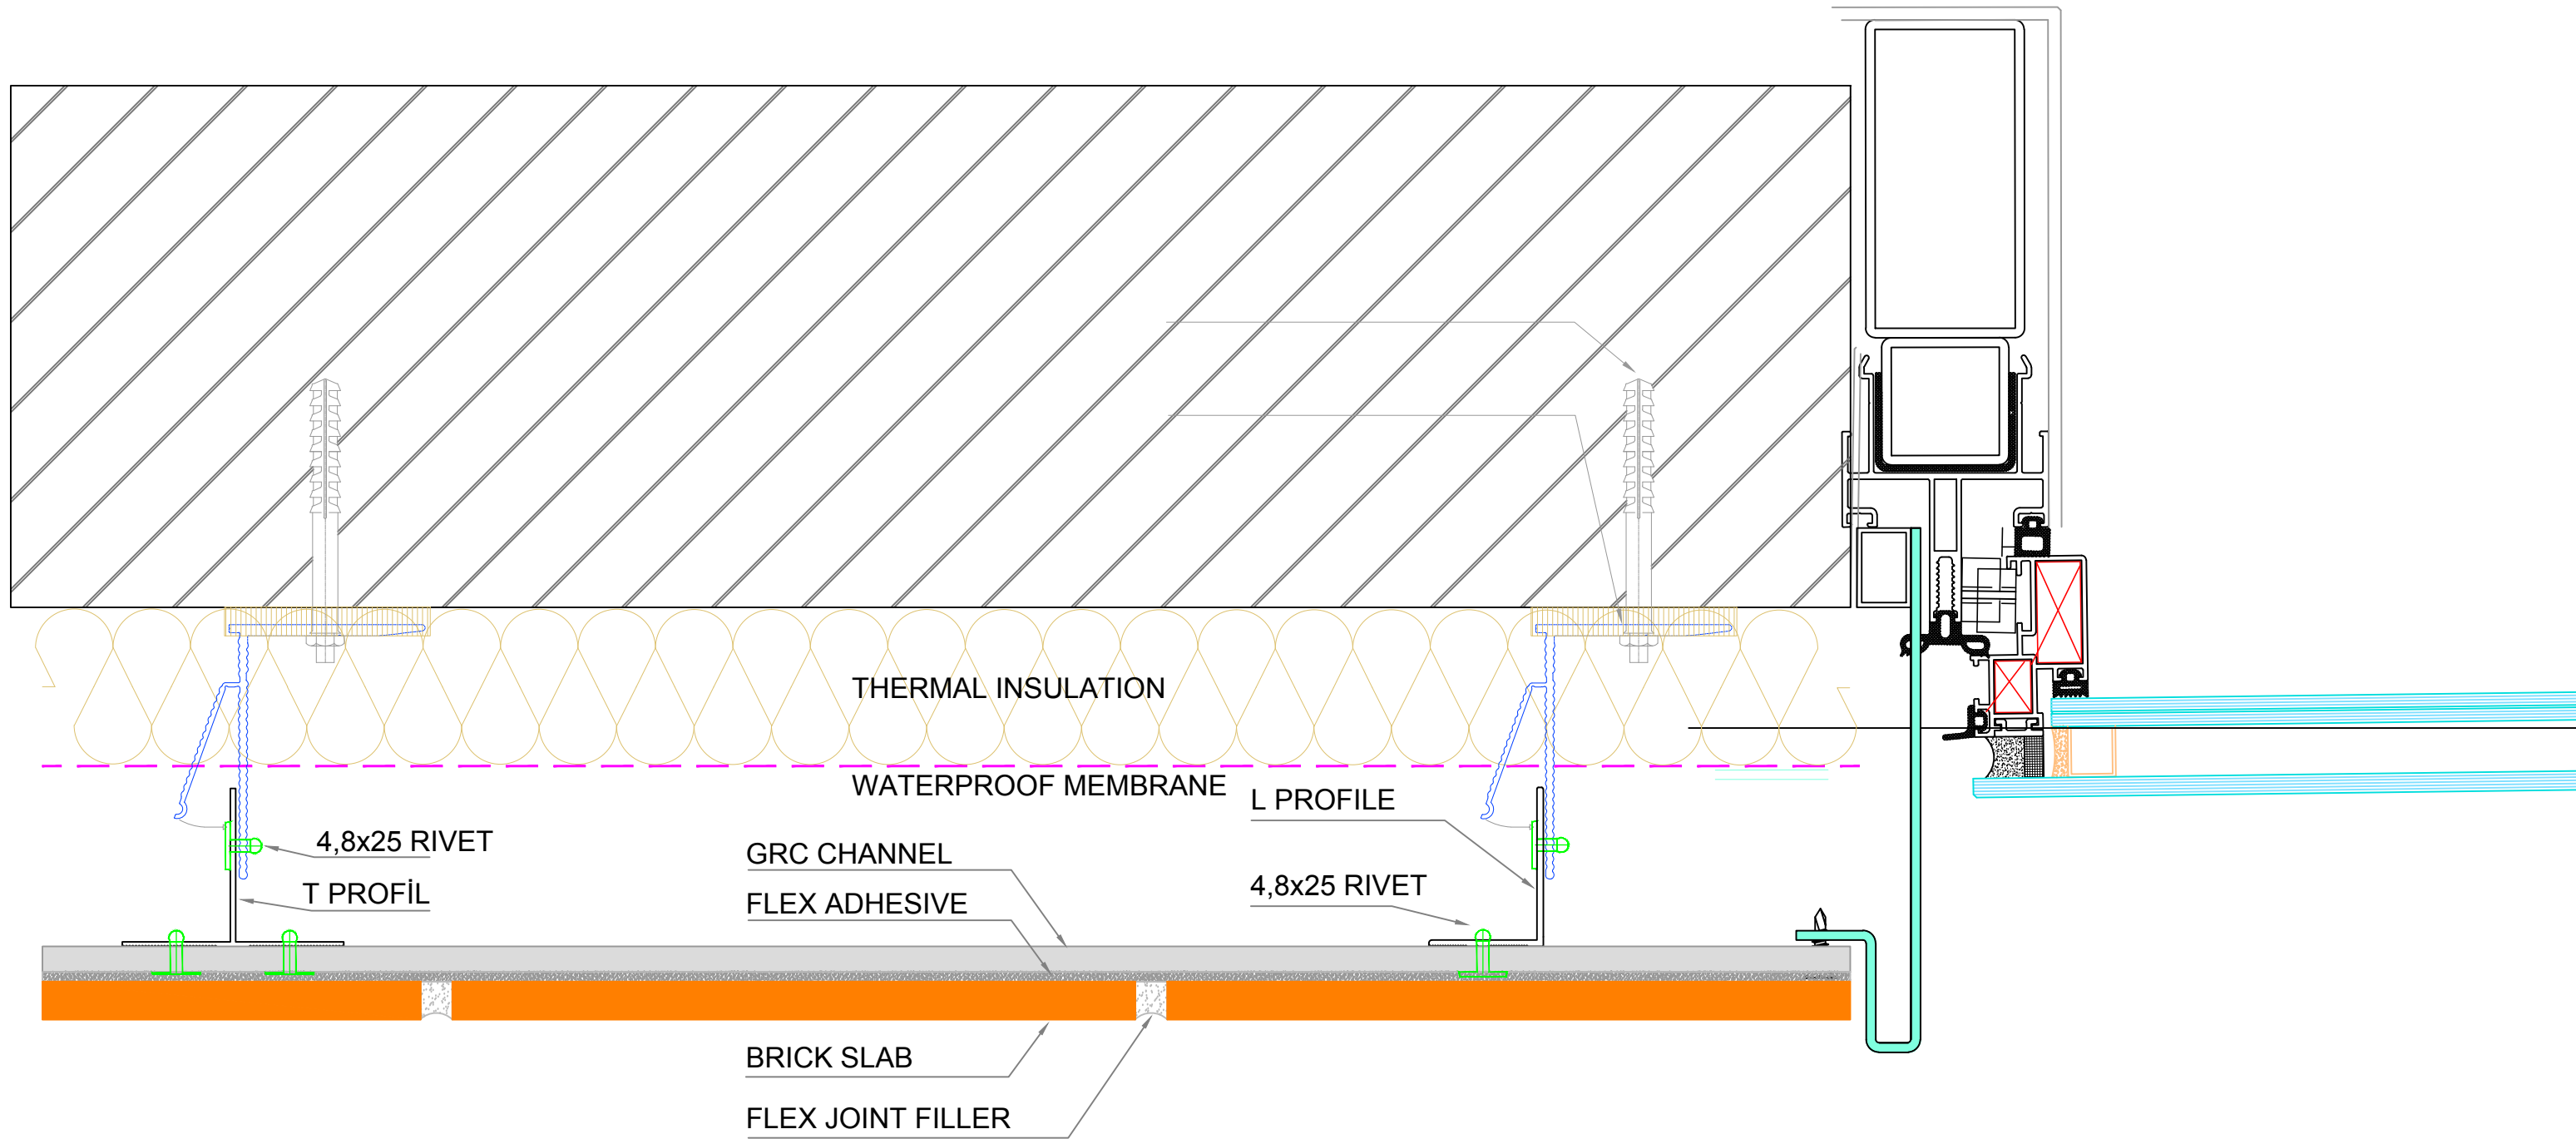 THERMAL INSULATION
WATERPROOF MEMBRANE
L PROFILE
4,8x25 RIVET
GRC CHANNEL
T PROFİL
FLEX ADHESIVE
4,8x25 RIVET
BRICK SLAB
FLEX JOINT FILLER